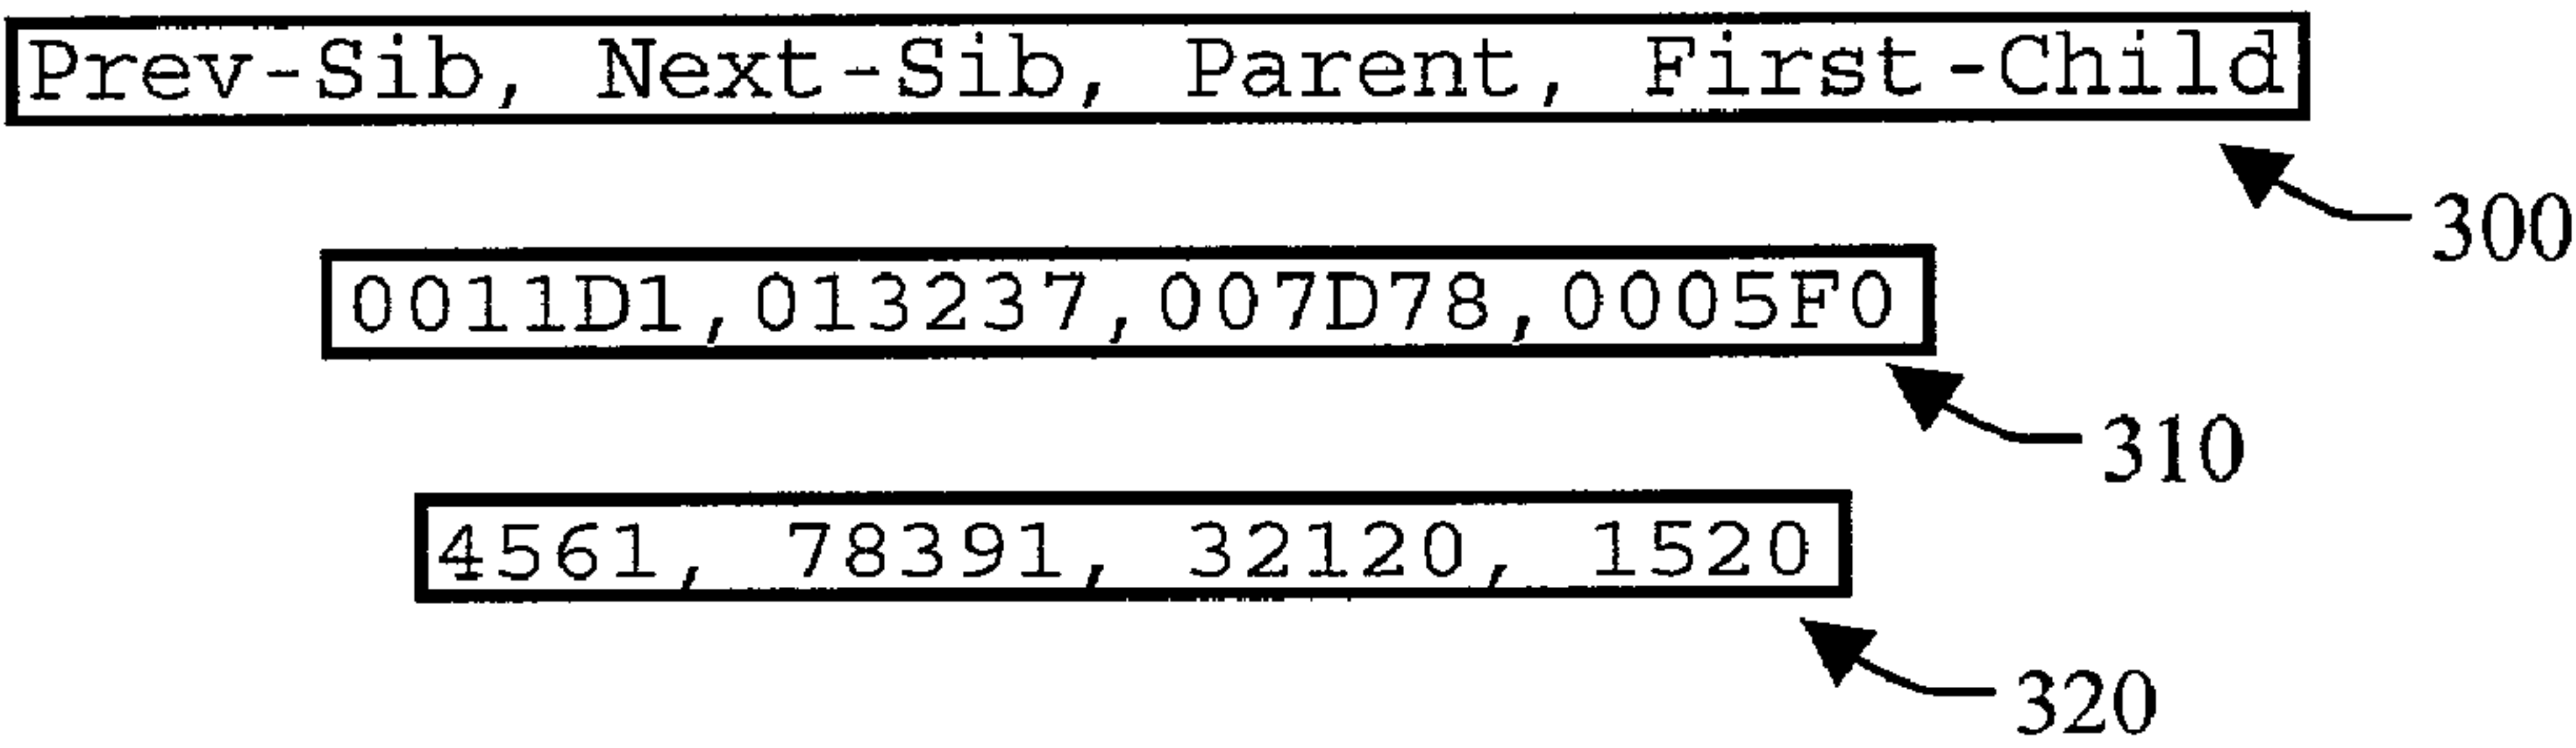 Prev-Sib, Next-Sib, Parent, First-Child
300
0011D1,013237,007D78,0005F0
310
4561, 78391, 32120, 1520
320